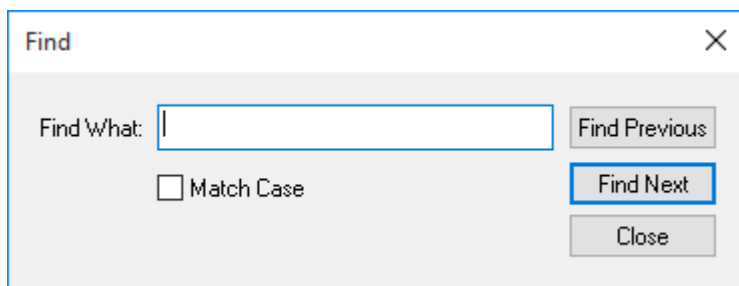 Find
Find What:
Find Previous
Match Case
Find Next
Close